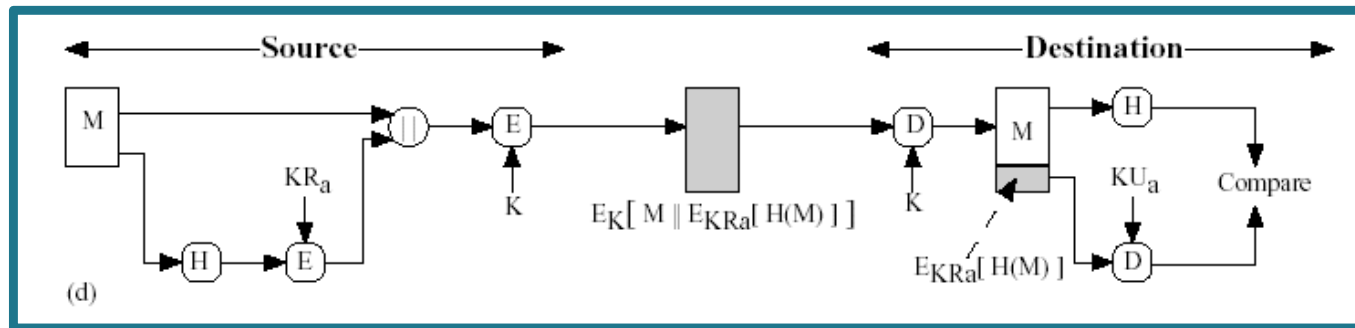 Source
Destination
M
||
E
D
M
H
KRa
K
K
KUa
Compare
EK[ M || EKRa[ H(M) ] ]
H
E
EKRa[ H(M) ]
D
(d)